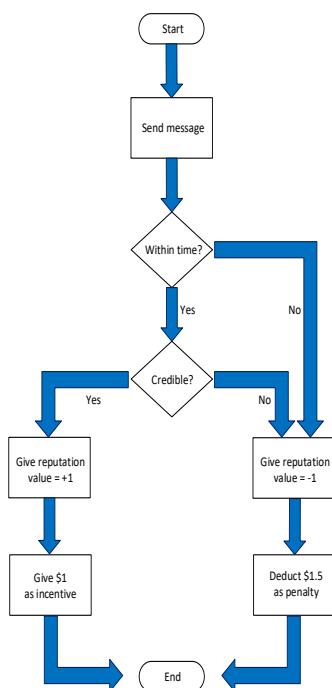 Start
Send message
Within time?
Yes
No
Credible?
Yes
No
Give reputation
value = +1
Give reputation
value = -1
Give $1
as incentive
Deduct $1.5
as penalty
End